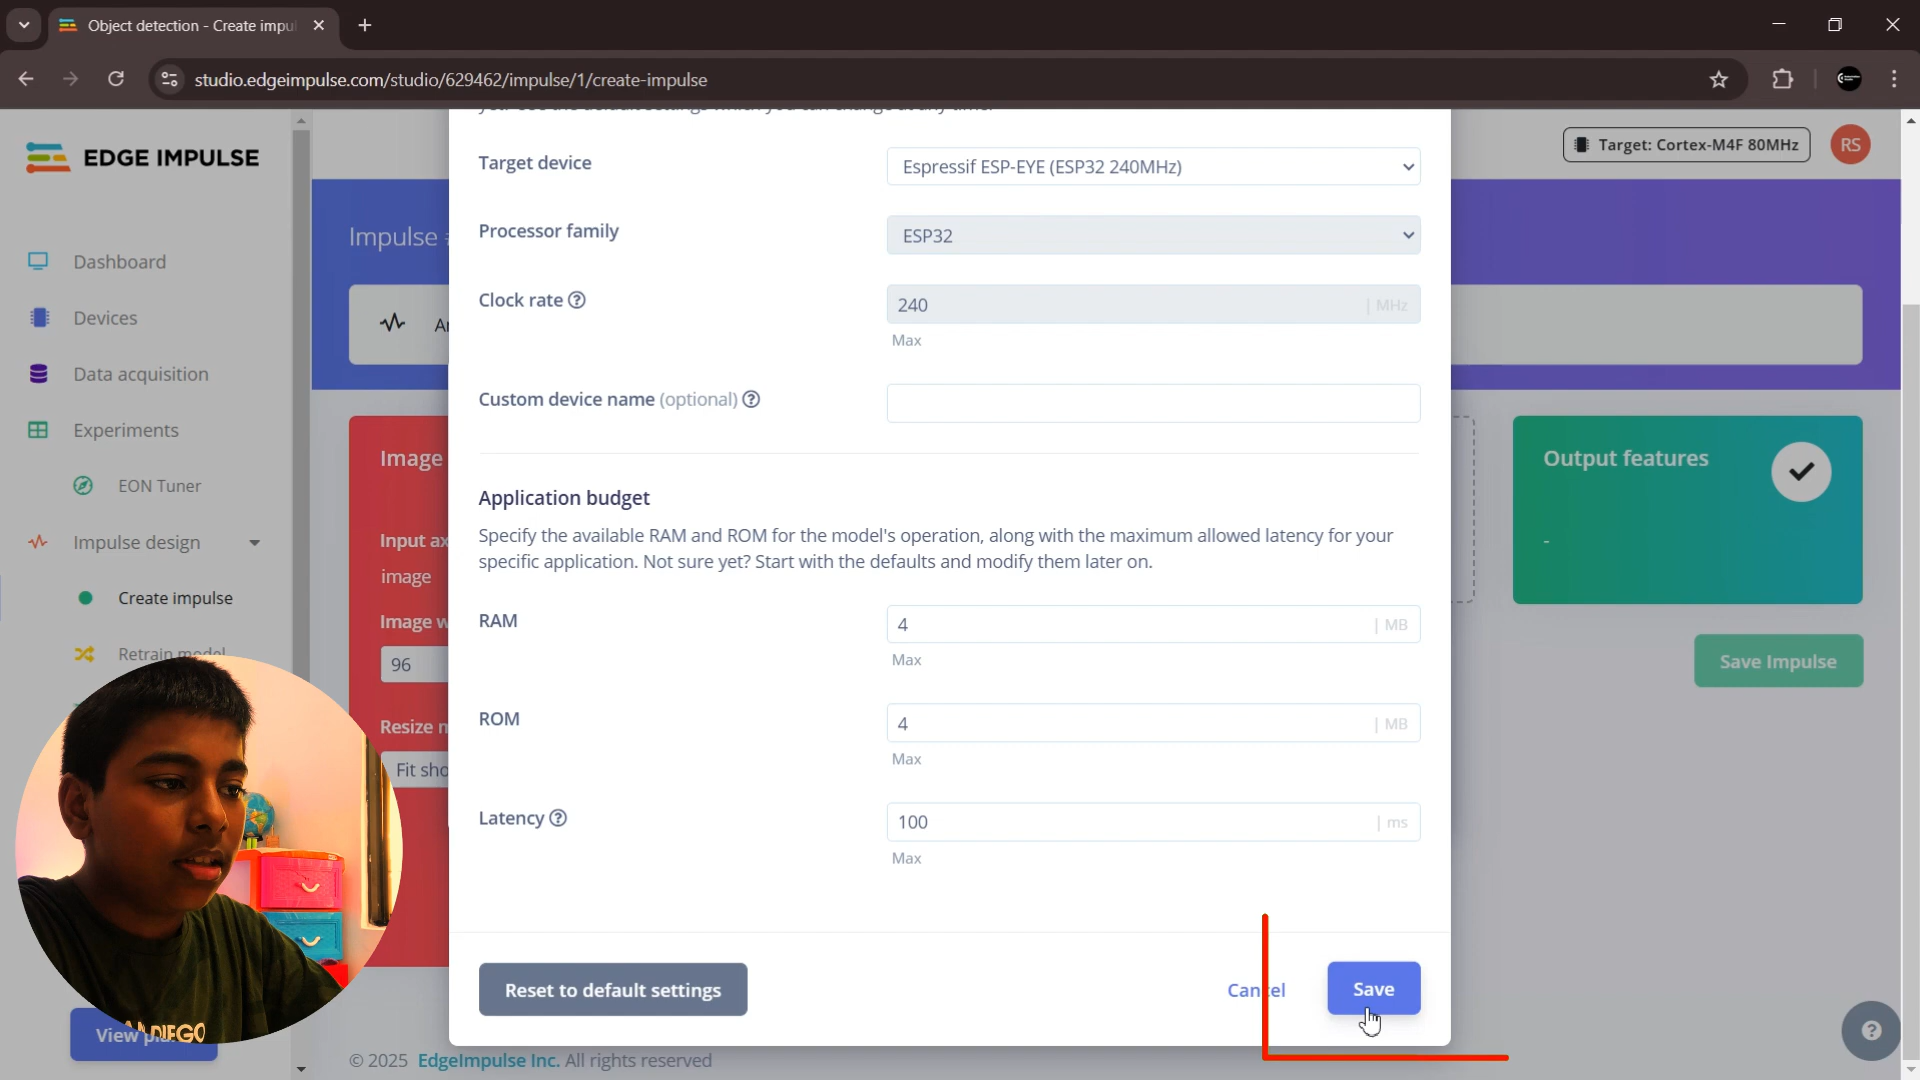 Object detection - Create impu
studio.edgeimpulse.com/studio/629462/impulse/1/create-impulse
EDGE IMPULSE
Target: Cortex-M4F 80MHz
RS
Dashboard
Devices
Data acquisition
Experiments
EON Tuner
Impulse design
Create impulse
Retrain model
Impulse
Image
Input ax
image
Image w
96
Resize m
Fit sho
Target device
Espressif ESP-EYE (ESP32 240MHz)
Processor family
ESP32
Clock rate ?
240 | MHz
Max
Custom device name (optional) ?
Application budget
Specify the available RAM and ROM for the model's operation, along with the maximum allowed latency for your
specific application. Not sure yet? Start with the defaults and modify them later on.
RAM
4 | MB
Max
ROM
4 | MB
Max
Latency ?
100 | ms
Max
Reset to default settings
Cancel
Save
Output features
-
Save Impulse
View
DIEGO
?
© 2025 EdgeImpulse Inc. All rights reserved